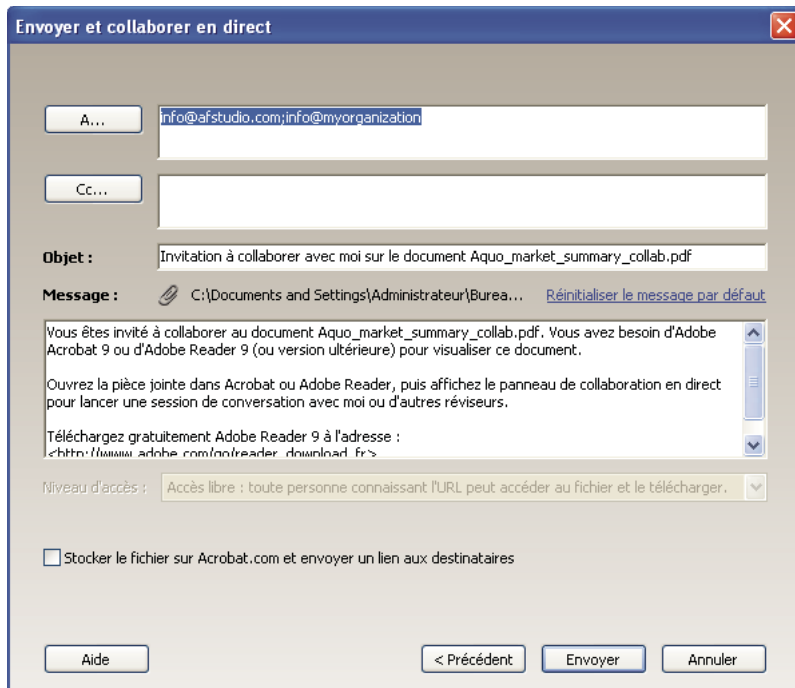 Envoyer et collaborer en direct
A...
info@afstudio.com;info@myorganization
Cc...
Objet :
Invitation à collaborer avec moi sur le document Aquo_market_summary_collab.pdf
Message :
C:\Documents and Settings\Administrateur\Burea...
Réinitialiser le message par défaut
Vous êtes invité à collaborer au document Aquo_market_summary_collab.pdf. Vous avez besoin d'Adobe
Acrobat 9 ou d'Adobe Reader 9 (ou version ultérieure) pour visualiser ce document.
Ouvrez la pièce jointe dans Acrobat ou Adobe Reader, puis affichez le panneau de collaboration en direct
pour lancer une session de conversation avec moi ou d'autres réviseurs.
Téléchargez gratuitement Adobe Reader 9 à l'adresse :
<http://www.adobe.com/go/reader_download_fr>
Niveau d'accès :
Accès libre : toute personne connaissant l'URL peut accéder au fichier et le télécharger.
Stocker le fichier sur Acrobat.com et envoyer un lien aux destinataires
Aide
< Précédent
Envoyer
Annuler